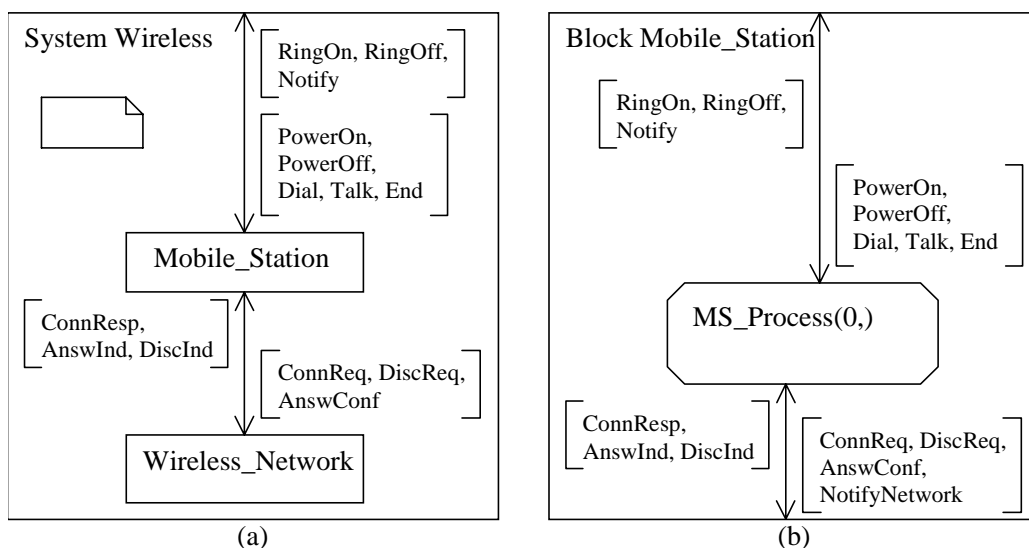 System Wireless
RingOn, RingOff,
Notify
PowerOn,
PowerOff,
Dial, Talk, End
Mobile_Station
ConnResp,
AnswInd, DiscInd
ConnReq, DiscReq,
AnswConf
Wireless_Network
(a)
Block Mobile_Station
RingOn, RingOff,
Notify
PowerOn,
PowerOff,
Dial, Talk, End
MS_Process(0,)
ConnResp,
AnswInd, DiscInd
ConnReq, DiscReq,
AnswConf,
NotifyNetwork
(b)